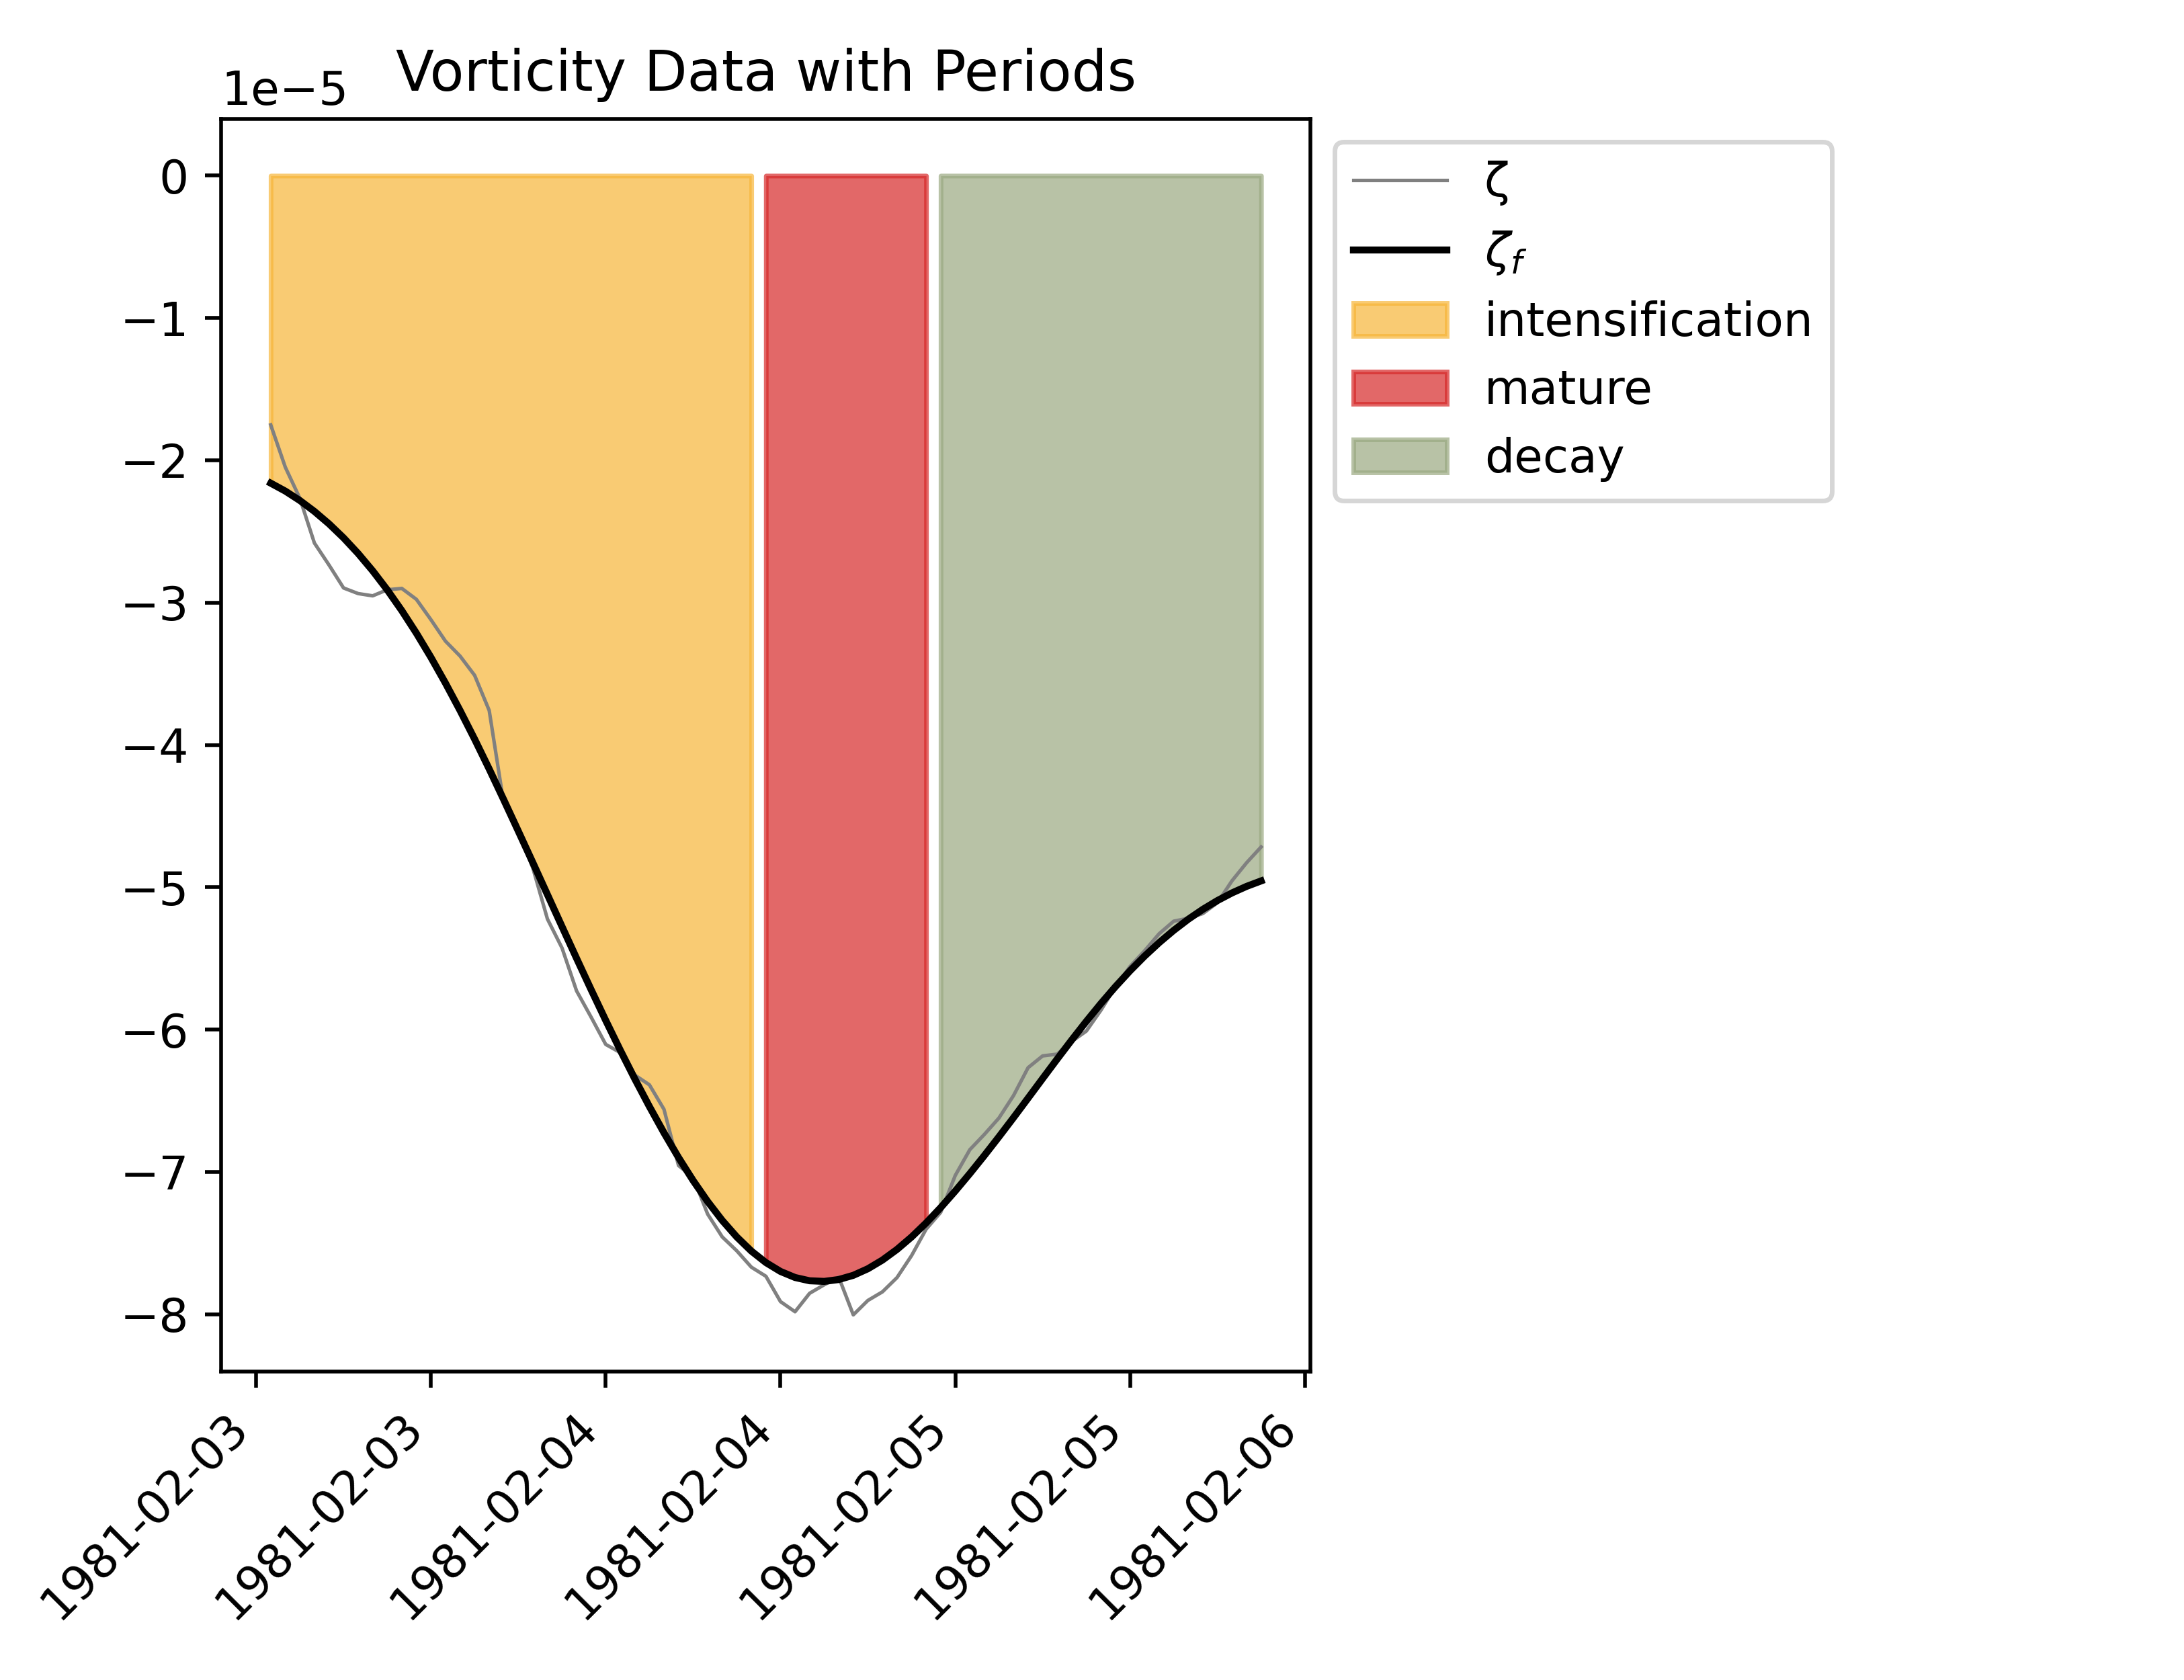 Vorticity Data with Periods
1e−5
0
−1
−2
−3
−4
−5
−6
−7
−8
1981-02-03
1981-02-03
1981-02-04
1981-02-04
1981-02-05
1981-02-05
1981-02-06
ζ
ζf
intensification
mature
decay